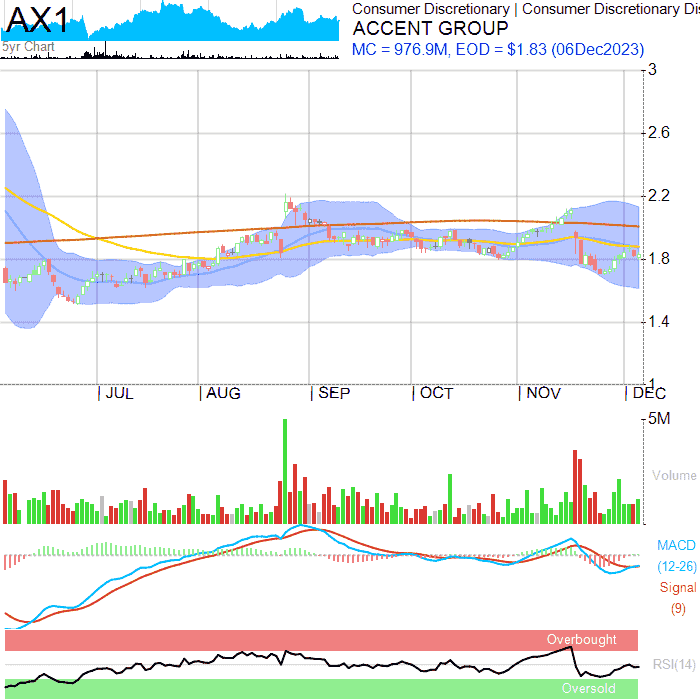 AX1
5yr Chart
Consumer Discretionary | Consumer Discretionary Dis
ACCENT GROUP
MC = 976.9M, EOD = $1.83 (06Dec2023)
3
2.6
2.2
1.8
1.4
1
JUL AUG SEP OCT NOV DEC
5M
Volume
MACD
(12-26)
Signal
(9)
Overbought
RSI(14)
Oversold